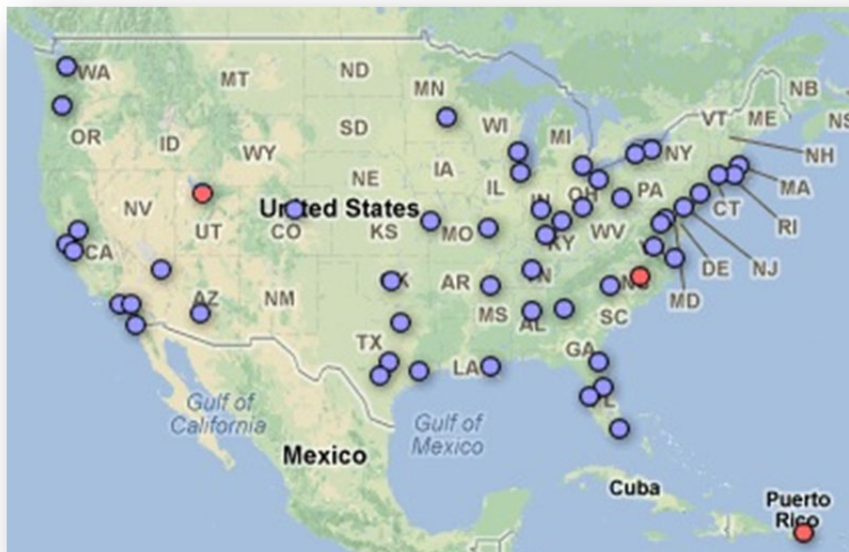 WA
MT
ND
MN
NB
OR
ID
SD
WI
MI
VT
ME
NS
WY
NY
NH
NE
IA
IL
IN
OH
PA
MA
NV
UT
United States
CO
KS
MO
KY
WV
CT
RI
CA
DE
NJ
AZ
NM
AR
MD
MS
AL
SC
TX
GA
LA
Gulf of
California
Gulf of
Mexico
Mexico
Cuba
Puerto
Rico